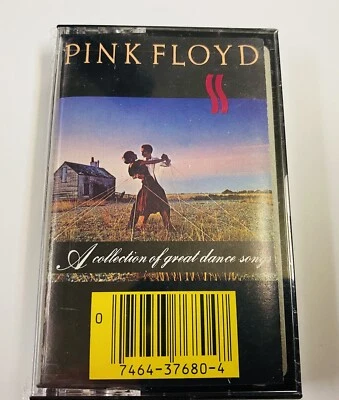 PINK FLOYD
A collection of great dance songs
0
7464-37680-4